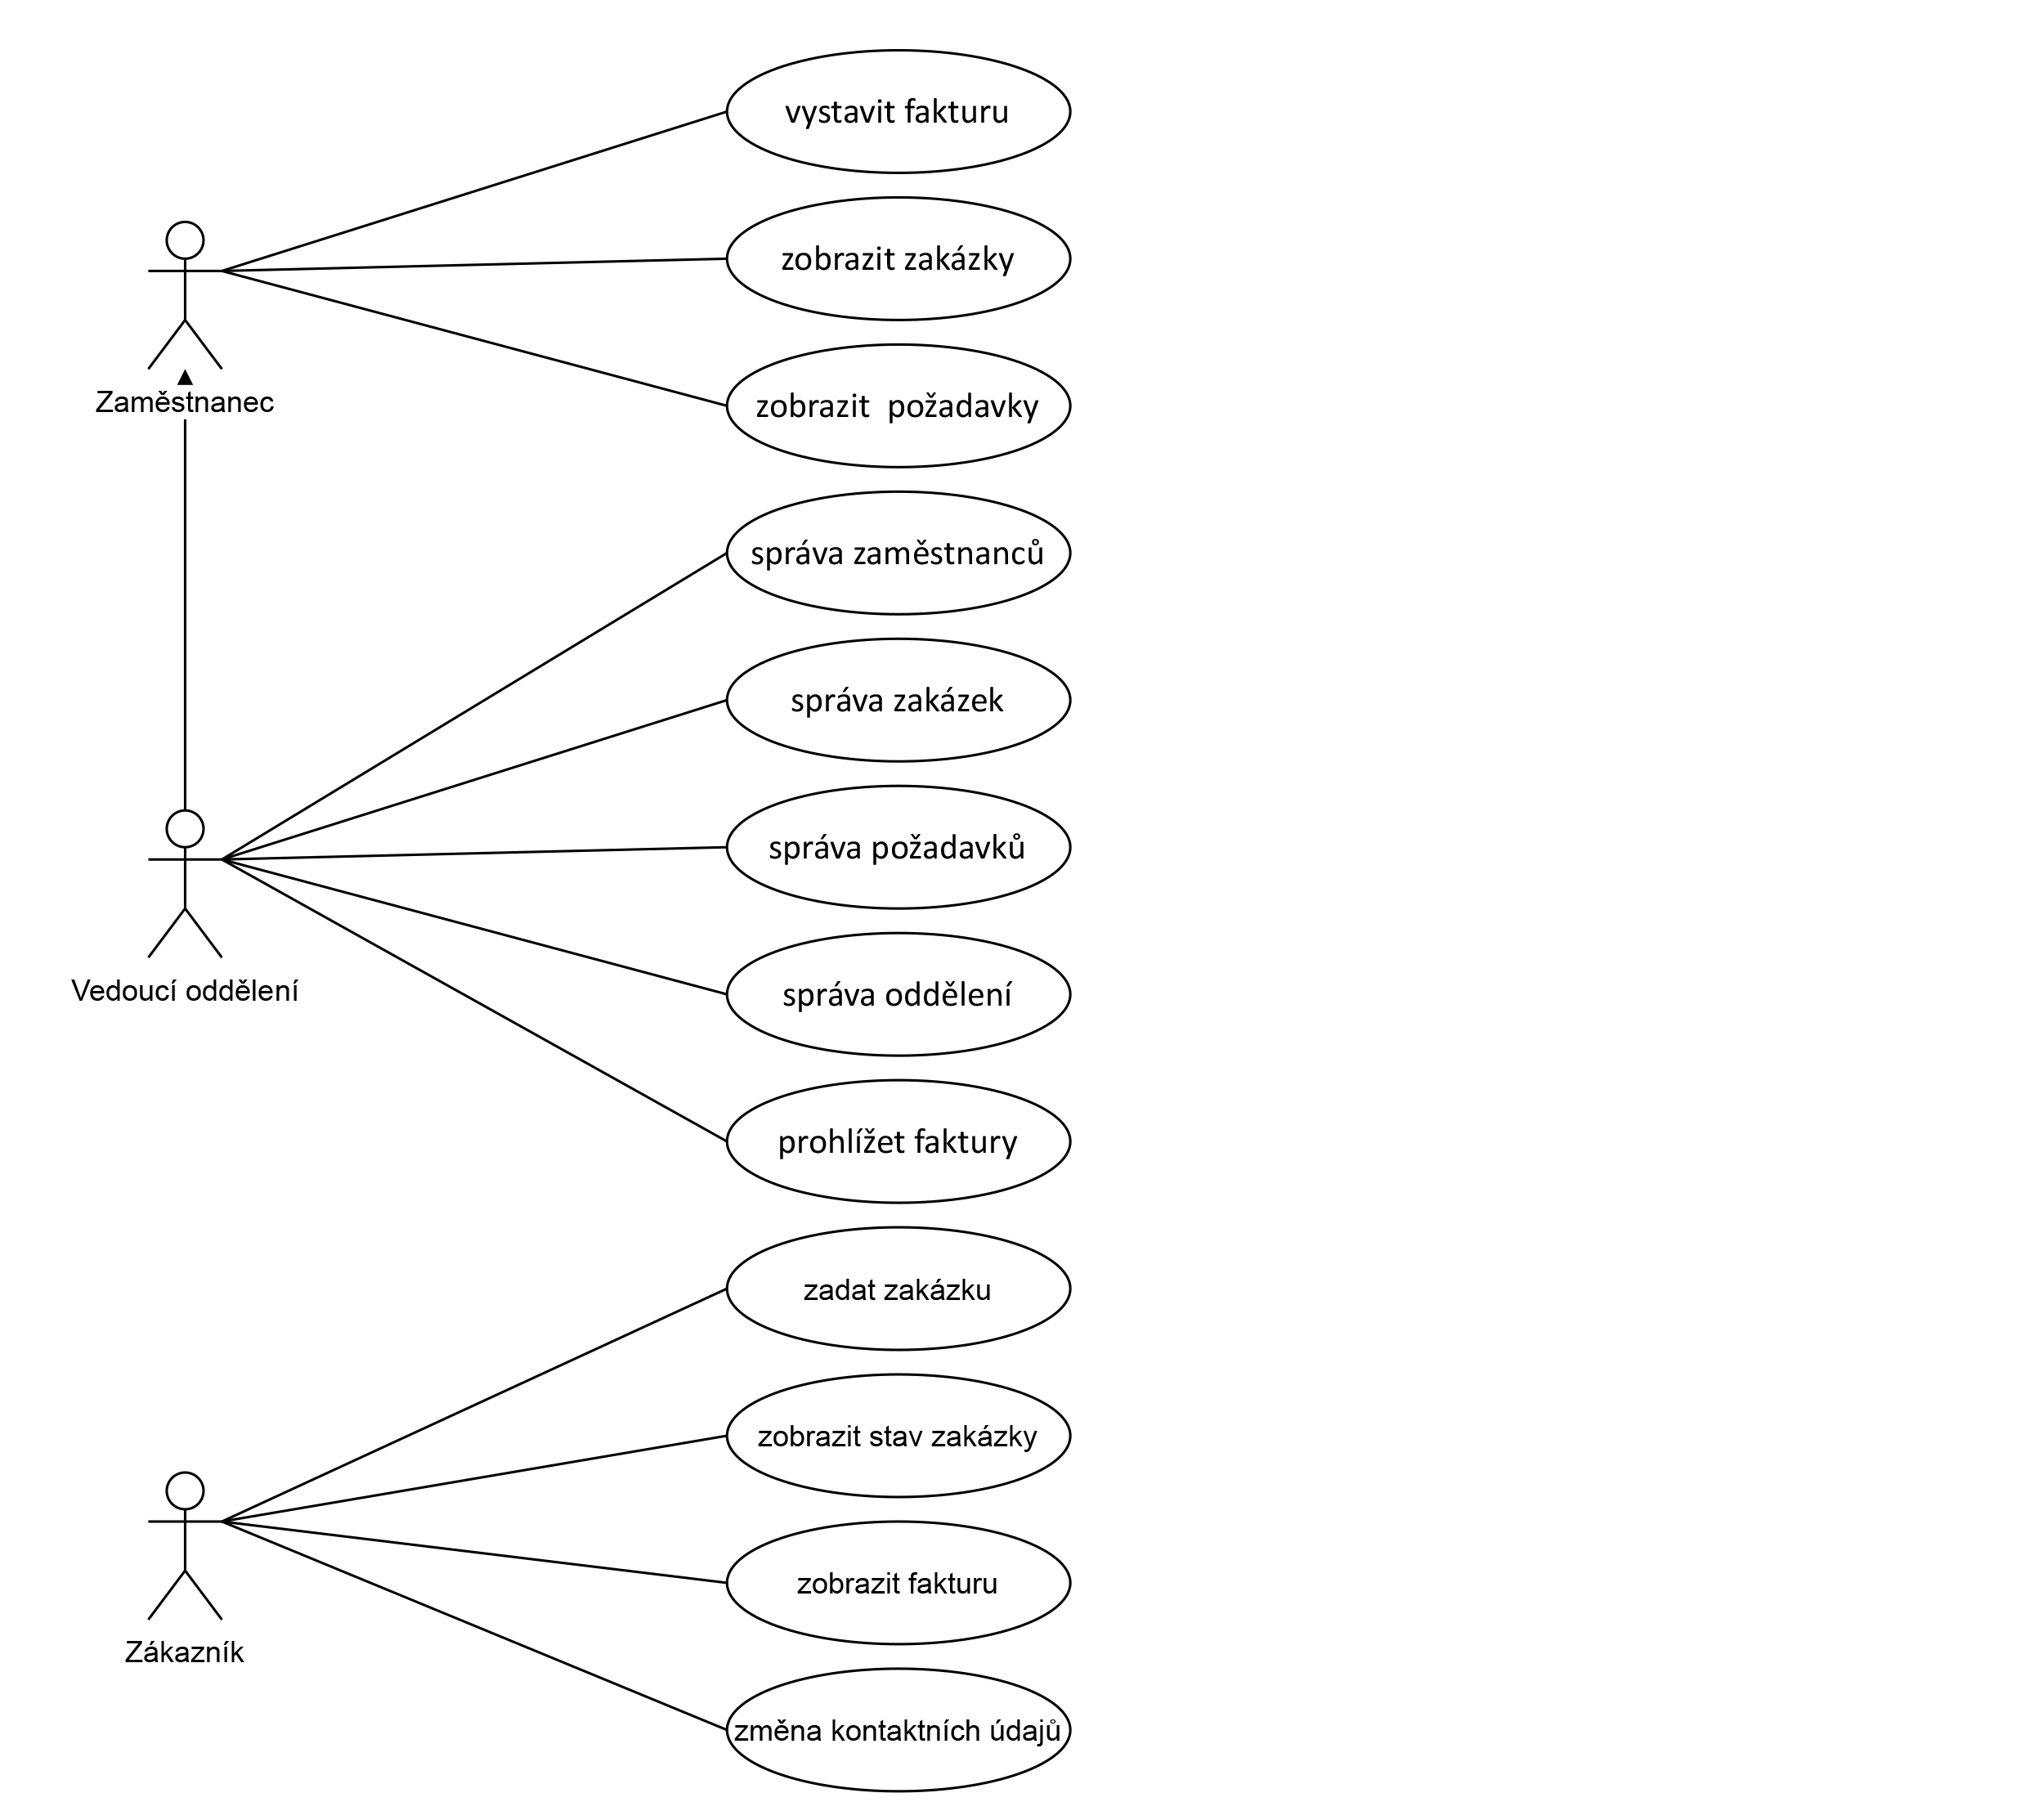 vystavit fakturu
zobrazit zakázky
zobrazit  požadavky
Zaměstnanec
správa zaměstnanců
správa zakázek
správa požadavků
správa oddělení
Vedoucí oddělení
prohlížet faktury
zadat zakázku
zobrazit stav zakázky
zobrazit fakturu
Zákazník
změna kontaktních údajů